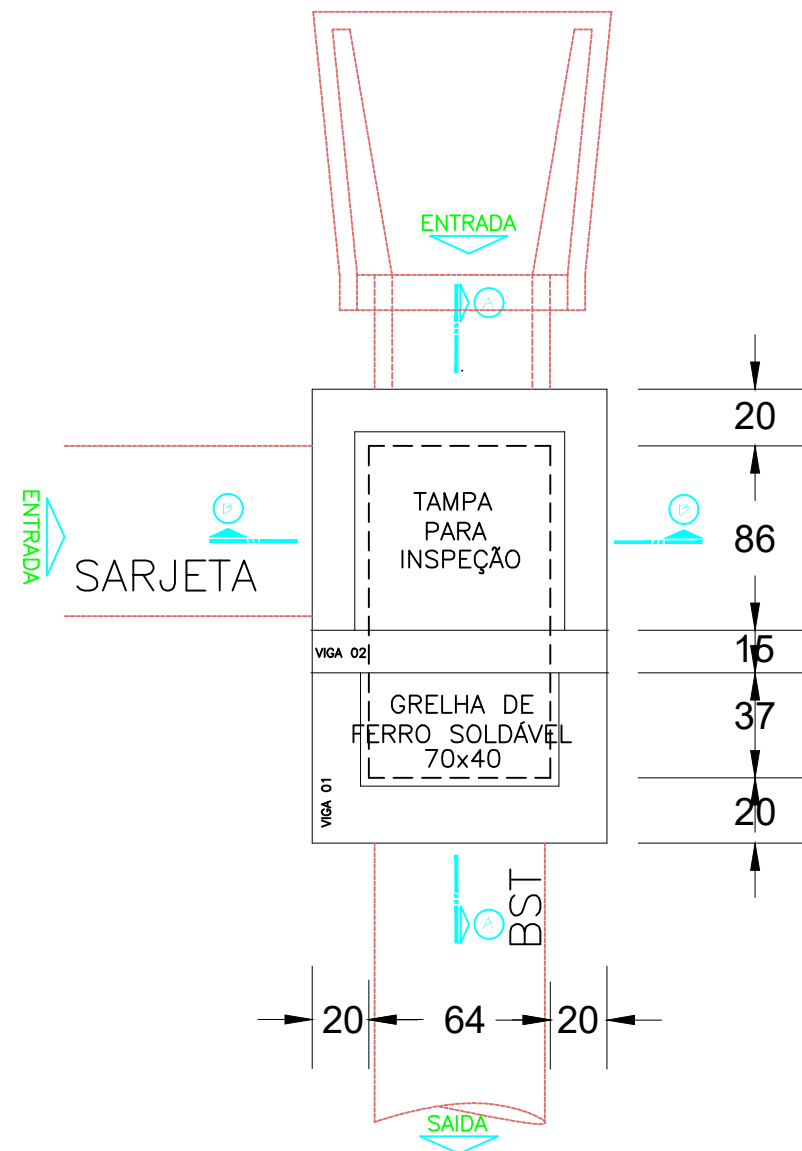 ENTRADA
A
20
B
B
ENTRADA
TAMPA
PARA
INSPEÇÃO
86
SARJETA
VIGA 02
15
GRELHA DE
FERRO SOLDÁVEL
70x40
37
VIGA 01
20
A
BST
20
64
20
SAIDA